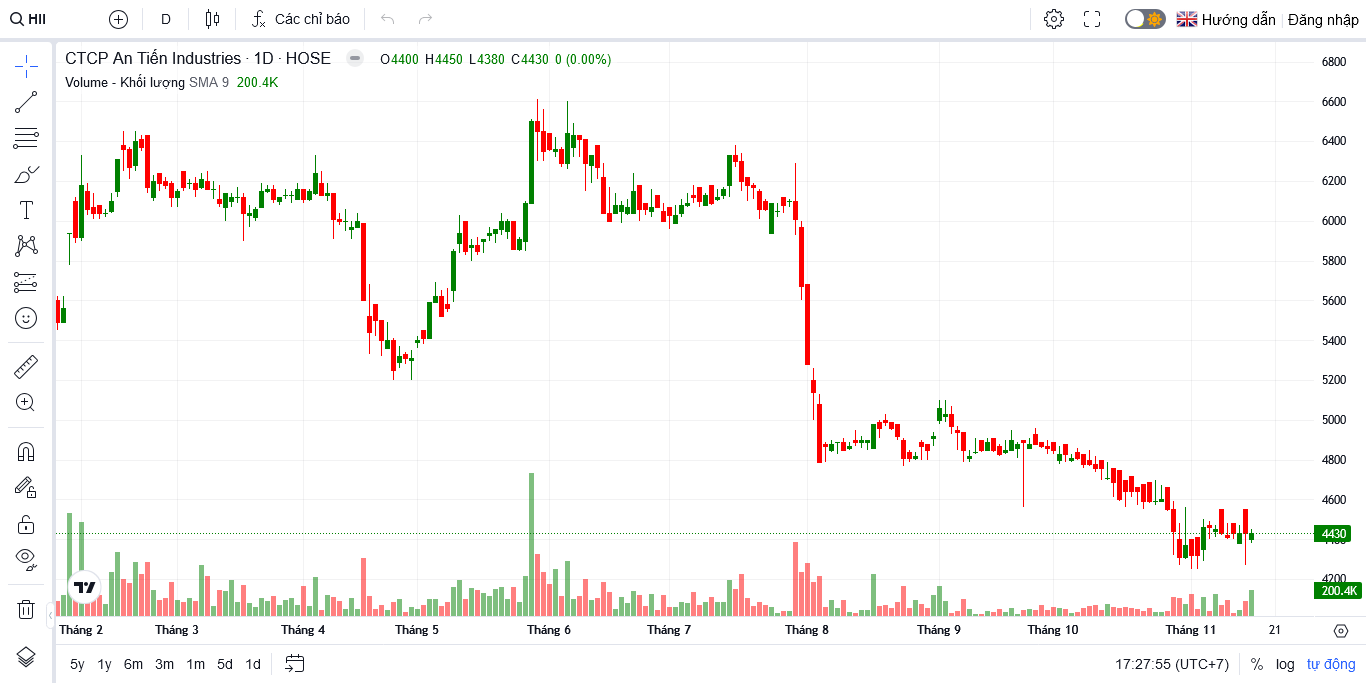 HII D Các chỉ báo Hướng dẫn Đăng nhập
CTCP An Tiến Industries · 1D · HOSE O4400 H4450 L4380 C4430 0 (0.00%)
Volume - Khối lượng SMA 9 200.4K
6800
6600
6400
6200
6000
5800
5600
5400
5200
5000
4800
4600
4430
4400
4200
200.4K
Tháng 2 Tháng 3 Tháng 4 Tháng 5 Tháng 6 Tháng 7 Tháng 8 Tháng 9 Tháng 10 Tháng 11 21
5y 1y 6m 3m 1m 5d 1d 17:27:55 (UTC+7) % log tự động